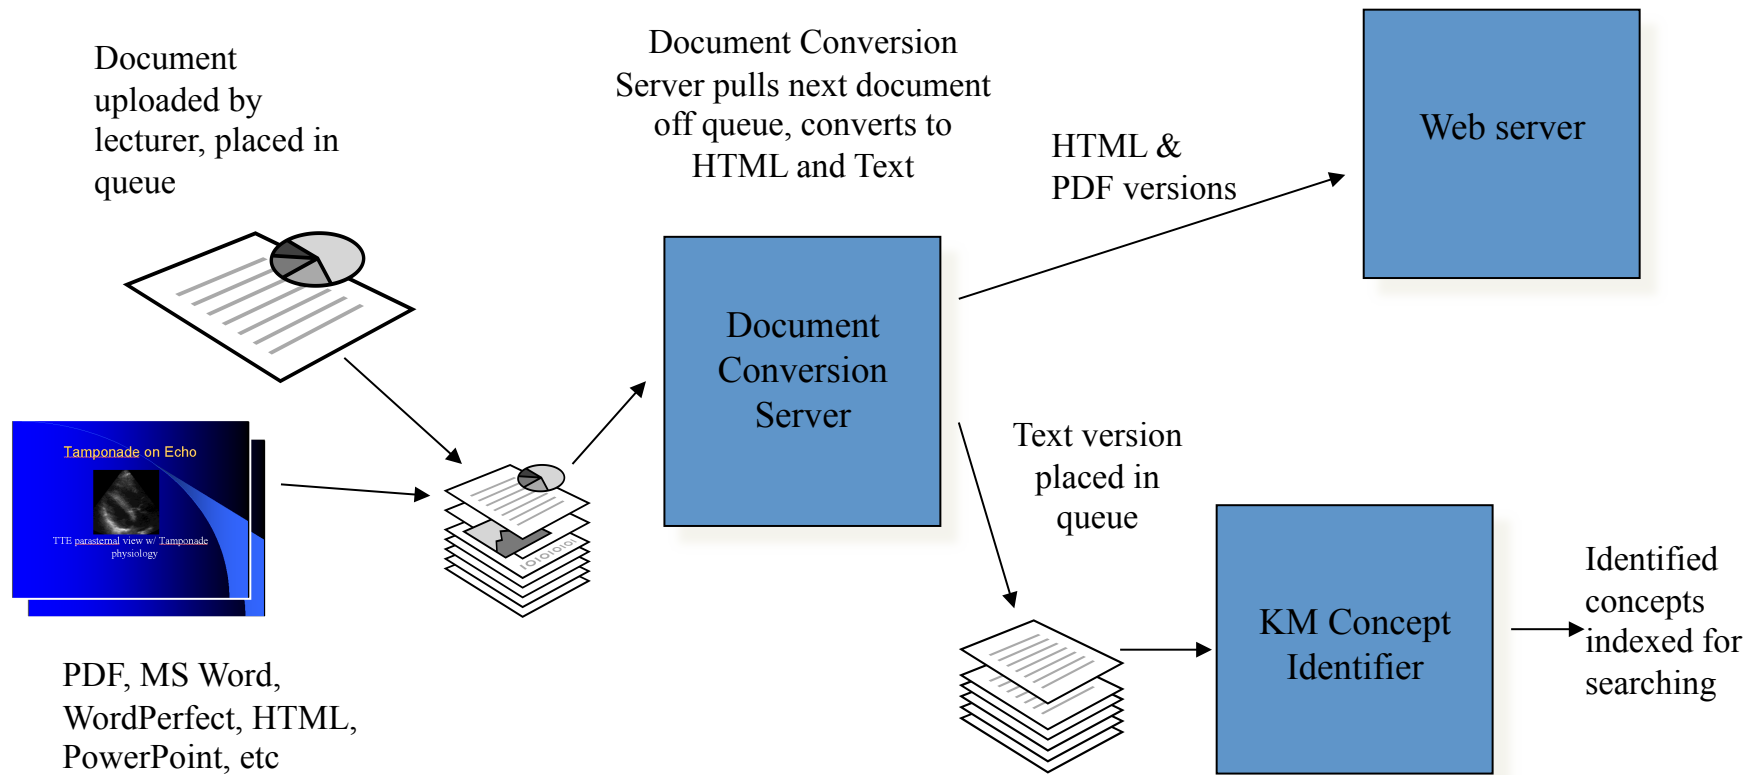 Document
uploaded by
lecturer, placed in
queue
Document Conversion
Server pulls next document
off queue, converts to
HTML and Text
HTML &
PDF versions
Web server
Document
Conversion
Server
Tamponade on Echo
TTE parasternal view w/ Tamponade
physiology
01010101
Text version
placed in
queue
KM Concept
Identifier
Identified
concepts
indexed for
searching
PDF, MS Word,
WordPerfect, HTML,
PowerPoint, etc